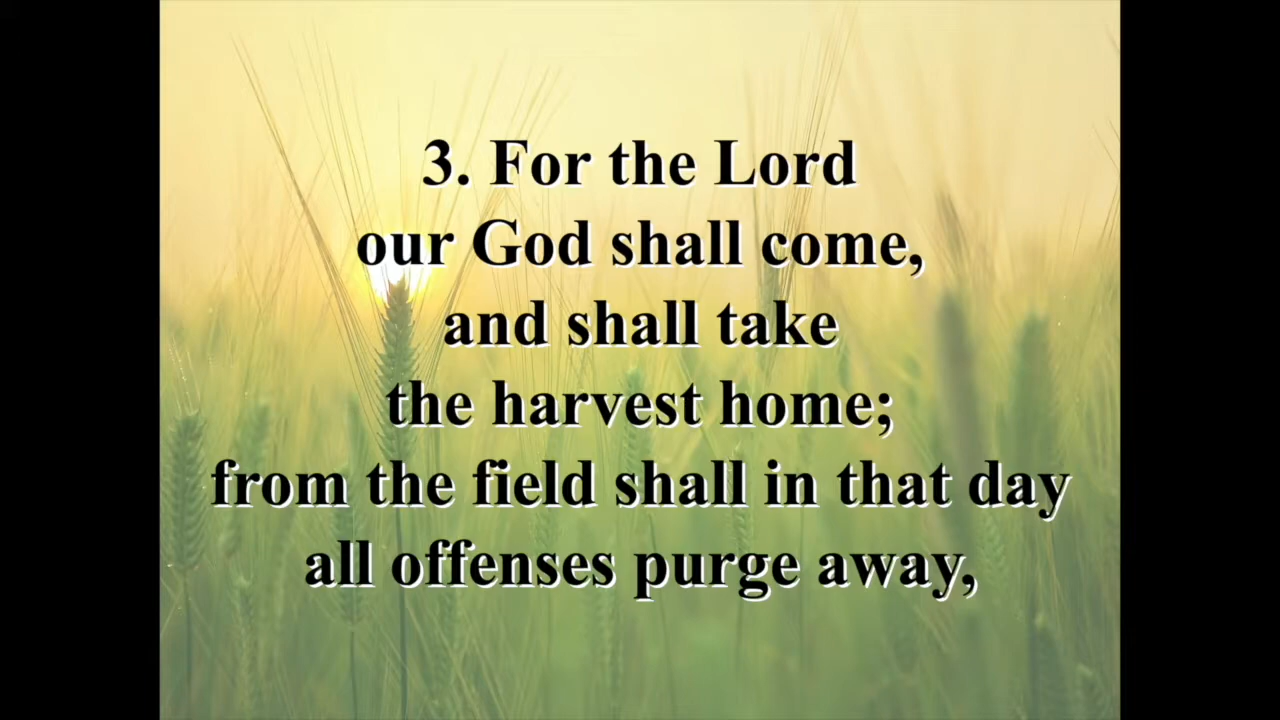 3. For the Lord
our God shall come,
and shall take
the harvest home;
from the field shall in that day
all offenses purge away,